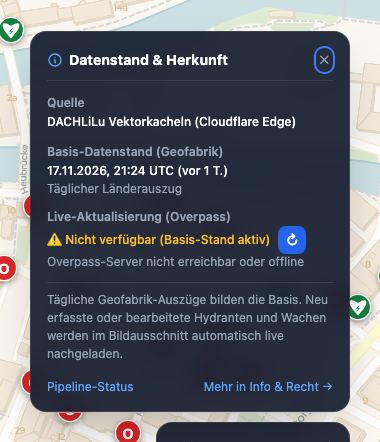 Datenstand & Herkunft
Quelle
DACHLiLu Vektorkacheln (Cloudflare Edge)
Basis-Datenstand (Geofabrik)
17.11.2026, 21:24 UTC (vor 1 T.)
Täglicher Länderauszug
Live-Aktualisierung (Overpass)
Nicht verfügbar (Basis-Stand aktiv)
Overpass-Server nicht erreichbar oder offline
Tägliche Geofabrik-Auszüge bilden die Basis. Neu
erfasste oder bearbeitete Hydranten und Wachen
werden im Bildausschnitt automatisch live
nachgeladen.
Pipeline-Status
Mehr in Info & Recht →
Heubrücke
O
O